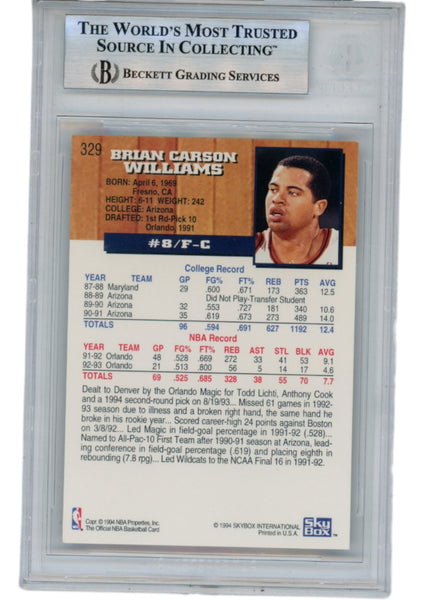 THE WORLD'S MOST TRUSTED
SOURCE IN COLLECTING™
B BECKETT GRADING SERVICES
329 BRIAN CARSON
WILLIAMS
BORN: April 6, 1969
Fresno, CA
HEIGHT: 6-11 WEIGHT: 242
COLLEGE: Arizona
DRAFTED: 1st Rd-Pick 10
Orlando, 1991
#8/F-C
College Record
YEAR TEAM GP FG% FT% REB PTS AVG
87-88 Maryland 29 .600 .671 173 363 12.5
88-89 Arizona Did Not Play-Transfer Student
89-90 Arizona 32 .553 .727 181 340 10.6
90-91 Arizona 35 .619 .673 273 489 14.0
TOTALS 96 .594 .691 627 1192 12.4
NBA Record
YEAR TEAM GP FG% FT% REB AST STL BLK AVG
91-92 Orlando 48 .528 .669 272 33 41 53 9.1
92-93 Orlando 21 .513 .800 56 5 14 17 4.6
TOTALS 69 .525 .685 328 38 55 70 7.7
Dealt to Denver by the Orlando Magic for Todd Lichti, Anthony Cook
and a 1994 second-round pick on 8/19/93... Missed 61 games in 1992-
93 season due to illness and a broken right hand, the same hand he
broke in his rookie year... Scored career-high 24 points against Boston
on 3/8/92... Led Magic in field-goal percentage in 1991-92 (.528)...
Named to All-Pac-10 First Team after 1990-91 season at Arizona, lead-
ing conference in field-goal percentage (.619) and placing eighth in
rebounding (7.8 rpg)... Led Wildcats to the NCAA Final 16 in 1991-92.
NBA
Copr. © 1994 NBA Properties, Inc.
The Official NBA Basketball Card
© 1994 SKYBOX INTERNATIONAL
Printed in U.S.A.
SkyBox™